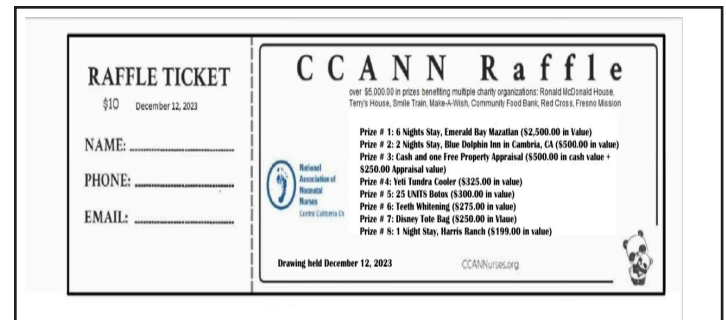 RAFFLE TICKET
$10 December 12, 2023
NAME:
PHONE:
EMAIL:
CCANN Raffle
over $5,000.00 in prizes benefiting multiple charity organizations: Ronald McDonald House,
Terry's House, Smile Train, Make-A-Wish, Community Food Bank, Red Cross, Fresno Mission
Prize # 1: 6 Nights Stay, Emerald Bay Mazatlan ($2,500.00 in Value)
Prize # 2: 2 Nights Stay, Blue Dolphin Inn in Cambria, CA ($500.00 in value)
Prize # 3: Cash and one Free Property Appraisal ($500.00 in cash value +
$250.00 Appraisal value)
Prize #4: Yeti Tundra Cooler ($325.00 in value)
Prize # 5: 25 UNITS Botox ($300.00 in value)
Prize # 6: Teeth Whitening ($275.00 in value)
Prize # 7: Disney Tote Bag ($250.00 in Vlaue)
Prize # 8: 1 Night Stay, Harris Ranch ($199.00 in value)
National
Association of
Neonatal
Nurses
Central California
Drawing held December 12, 2023
CCANNurses.org